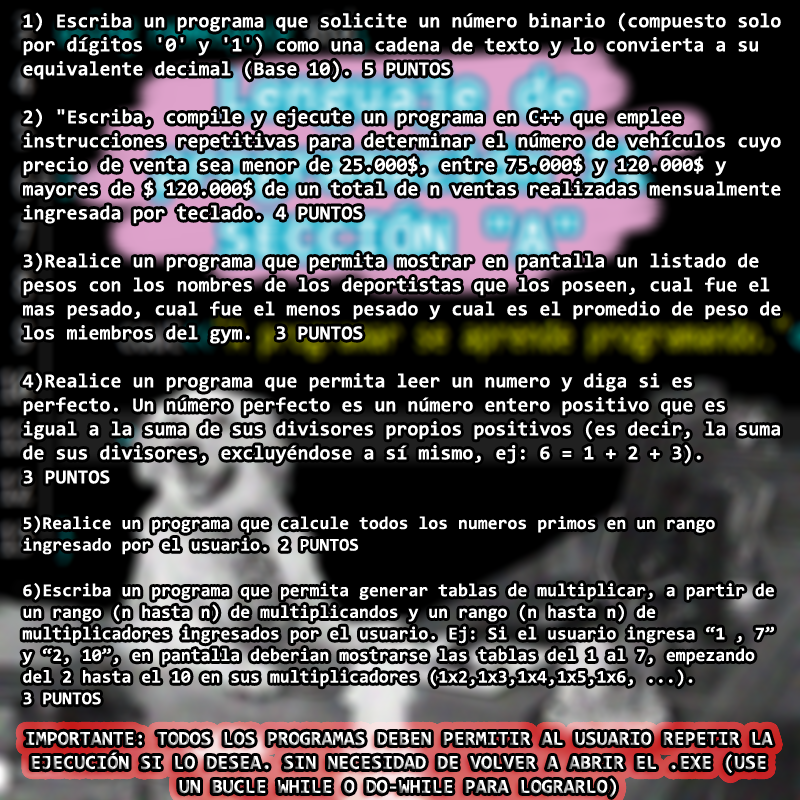 1) Escriba un programa que solicite un número binario (compuesto solo
por dígitos '0' y '1') como una cadena de texto y lo convierta a su
equivalente decimal (Base 10). 5 PUNTOS
2) "Escriba, compile y ejecute un programa en C++ que emplee
instrucciones repetitivas para determinar el número de vehículos cuyo
precio de venta sea menor de 25.000$, entre 75.000$ y 120.000$ y
mayores de $ 120.000$ de un total de n ventas realizadas mensualmente
ingresada por teclado. 4 PUNTOS
3)Realice un programa que permita mostrar en pantalla un listado de
pesos con los nombres de los deportistas que los poseen, cual fue el
mas pesado, cual fue el menos pesado y cual es el promedio de peso de
los miembros del gym.  3 PUNTOS
4)Realice un programa que permita leer un numero y diga si es
perfecto. Un número perfecto es un número entero positivo que es
igual a la suma de sus divisores propios positivos (es decir, la suma
de sus divisores, excluyéndose a sí mismo, ej: 6 = 1 + 2 + 3).
3 PUNTOS
5)Realice un programa que calcule todos los numeros primos en un rango
ingresado por el usuario. 2 PUNTOS
6)Escriba un programa que permita generar tablas de multiplicar, a partir de
un rango (n hasta n) de multiplicandos y un rango (n hasta n) de
multiplicadores ingresados por el usuario. Ej: Si el usuario ingresa “1 , 7”
y “2, 10”, en pantalla deberian mostrarse las tablas del 1 al 7, empezando
del 2 hasta el 10 en sus multiplicadores (1x2,1x3,1x4,1x5,1x6, ...).
3 PUNTOS
IMPORTANTE: TODOS LOS PROGRAMAS DEBEN PERMITIR AL USUARIO REPETIR LA
EJECUCIÓN SI LO DESEA. SIN NECESIDAD DE VOLVER A ABRIR EL .EXE (USE
UN BUCLE WHILE O DO-WHILE PARA LOGRARLO)